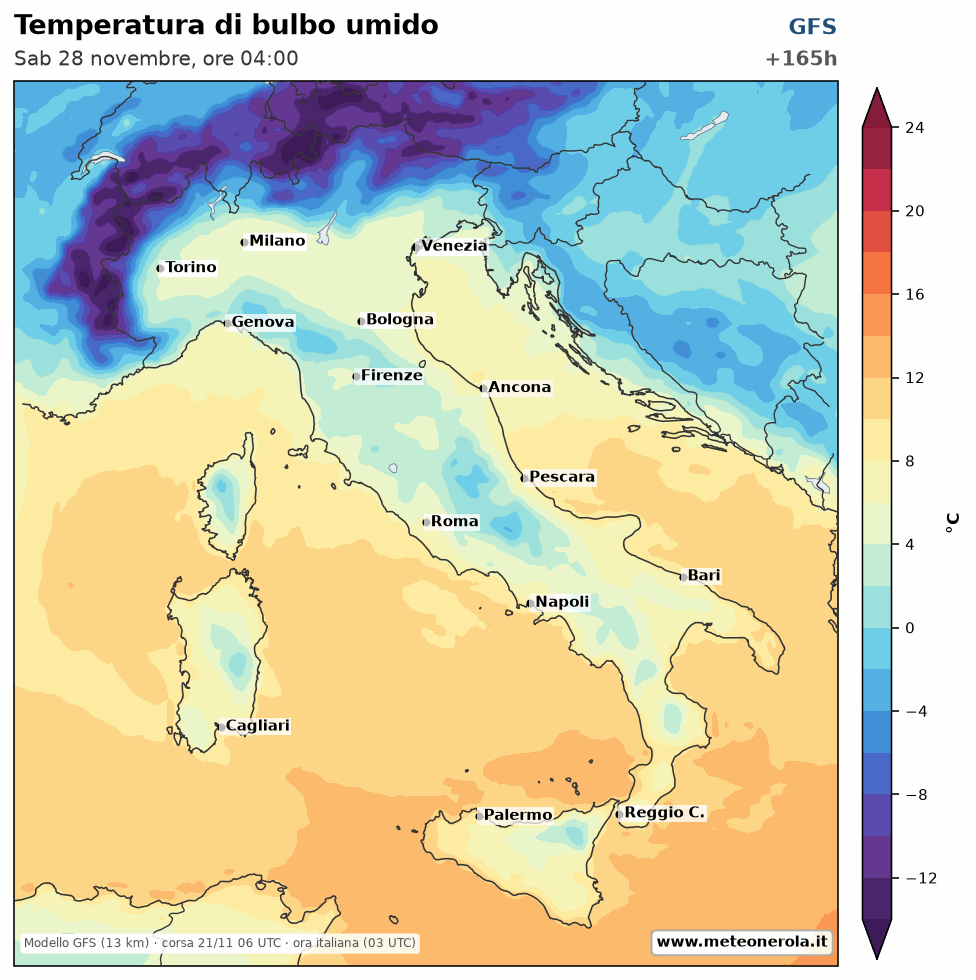 Temperatura di bulbo umido
GFS
Sab 28 novembre, ore 04:00
+165h
Milano
Venezia
Torino
Genova
Bologna
Firenze
Ancona
Pescara
Roma
Bari
Napoli
Cagliari
Palermo
Reggio C.
24
20
16
12
8
4
0
−4
−8
−12
°C
Modello GFS (13 km) · corsa 21/11 06 UTC · ora italiana (03 UTC)
www.meteonerola.it